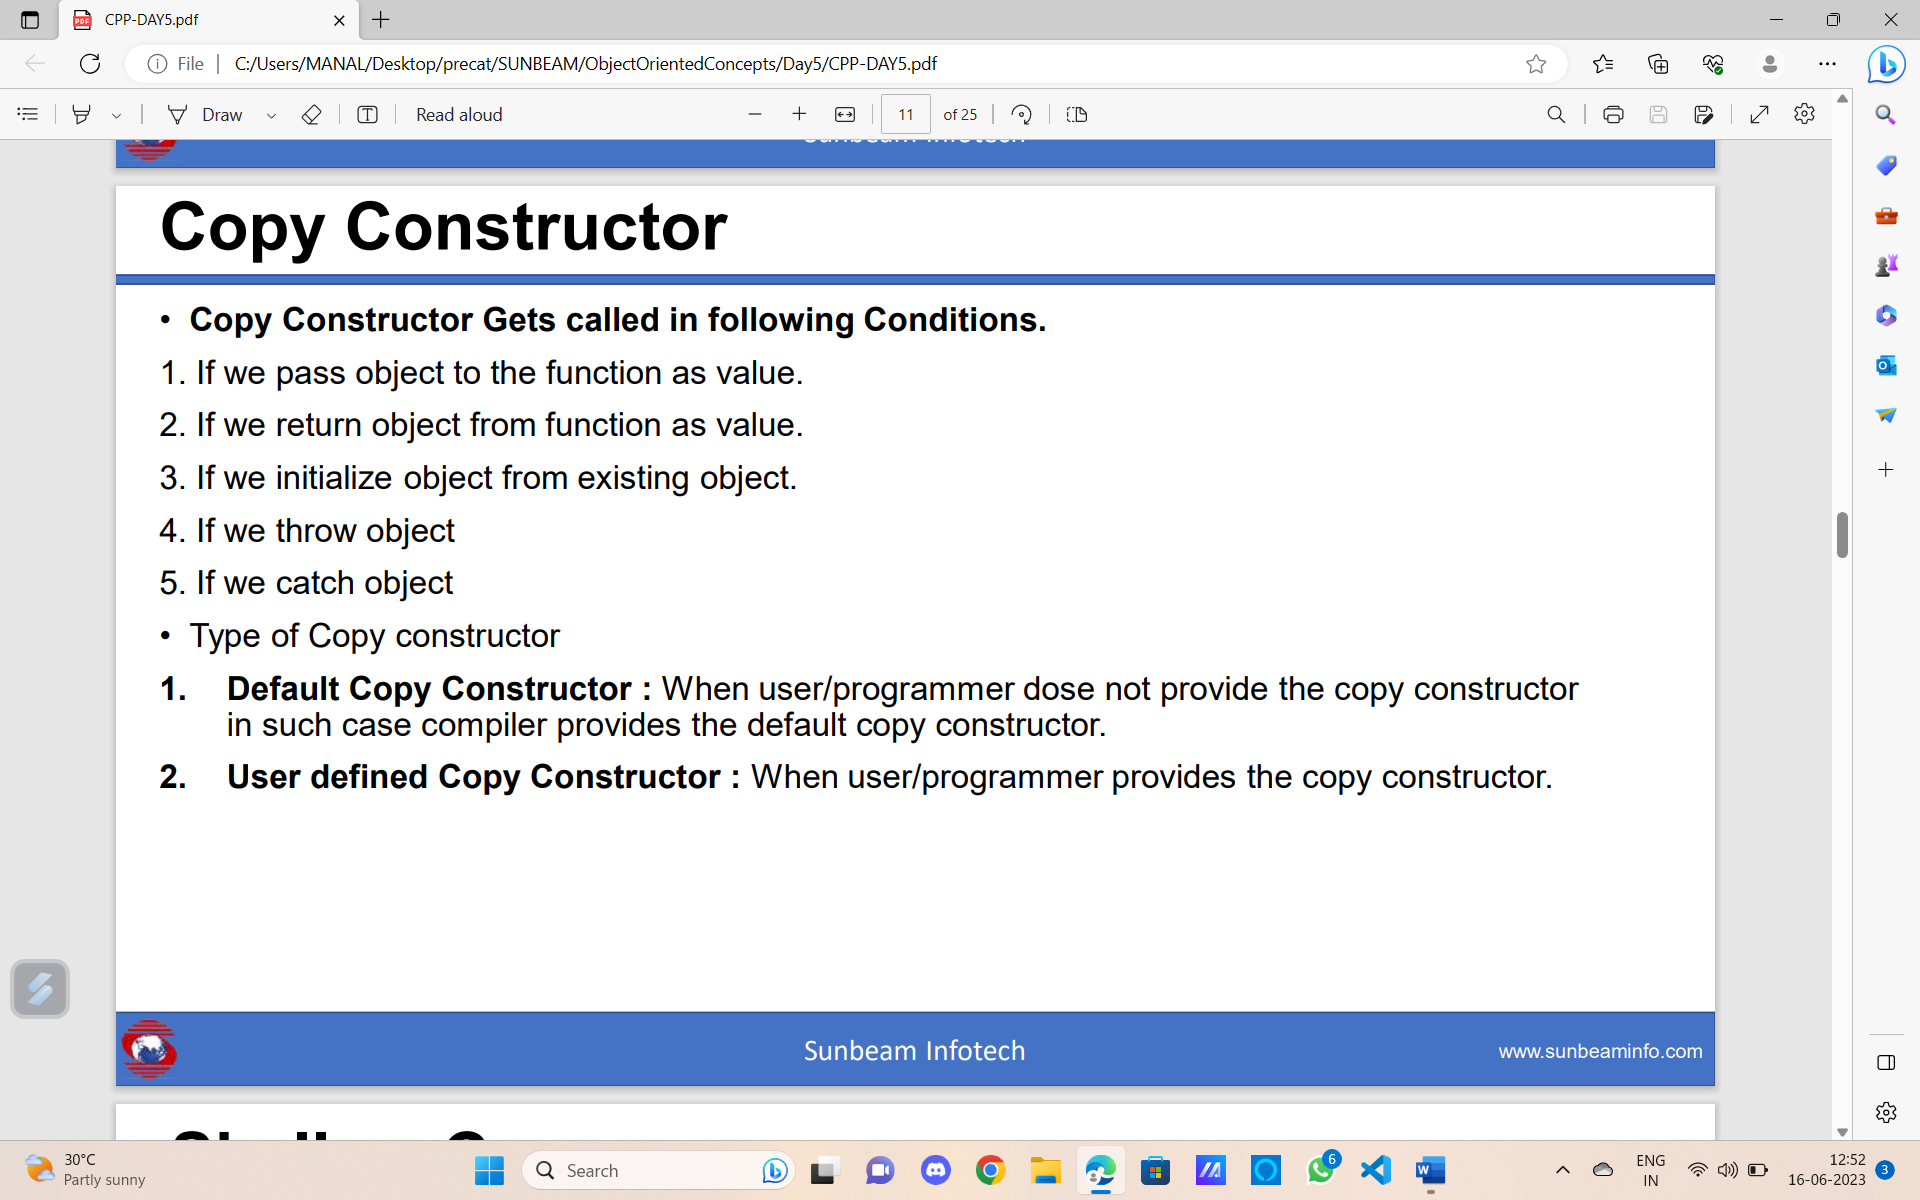 CPP-DAY5.pdf
File
C:/Users/MANAL/Desktop/precat/SUNBEAM/ObjectOrientedConcepts/Day5/CPP-DAY5.pdf
Draw
Read aloud
11
of 25
Sunbeam Infotech
Copy Constructor
• Copy Constructor Gets called in following Conditions.
1. If we pass object to the function as value.
2. If we return object from function as value.
3. If we initialize object from existing object.
4. If we throw object
5. If we catch object
• Type of Copy constructor
1. Default Copy Constructor : When user/programmer dose not provide the copy constructor
in such case compiler provides the default copy constructor.
2. User defined Copy Constructor : When user/programmer provides the copy constructor.
Sunbeam Infotech
www.sunbeaminfo.com
30°C
Partly sunny
Search
6
ENG
IN
12:52
16-06-2023
3